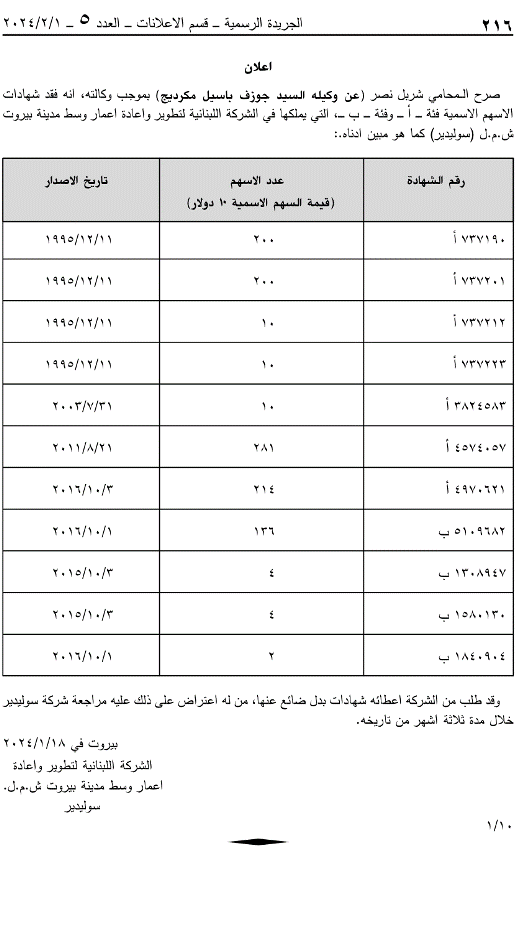 ٢١٦ الجريدة الرسمية ــ قسم الاعلانات ــ العدد ٥ ــ ٢٠٢٤/٢/١
اعلان
صرح المحامي شربل نصر (عن وكيله السيد جوزف باسيل مكرديج) بموجب وكالته، انه فقد شهادات
الاسهم الاسمية فئة ــ أ ــ وفئة ــ ب ــ، التي يملكها في الشركة اللبنانية لتطوير واعادة اعمار وسط مدينة بيروت
ش.م.ل (سوليدير) كما هو مبين ادناه.:
رقم الشهادة عدد الاسهم تاريخ الاصدار
(قيمة السهم الاسمية ١٠ دولار)
٧٣٧١٩٠ أ ٢٠٠ ١٩٩٥/١٢/١١
٧٣٧٢٠١ أ ٢٠٠ ١٩٩٥/١٢/١١
٧٣٧٢١٢ أ ١٠ ١٩٩٥/١٢/١١
٧٣٧٢٢٣ أ ١٠ ١٩٩٥/١٢/١١
٣٨٢٤٥٨٣ أ ١٠ ٢٠٠٣/٧/٣١
٤٥٧٤٠٥٧ أ ٢٨١ ٢٠١١/٨/٢١
٤٩٧٠٦٢١ أ ٢١٤ ٢٠١٦/١٠/٣
٥١٠٩٦٨٢ ب ١٣٦ ٢٠١٦/١٠/١
١٣٠٨٩٤٧ ب ٤ ٢٠١٥/١٠/٣
١٥٨٠١٣٠ ب ٤ ٢٠١٥/١٠/٣
١٨٤٠٩٠٤ ب ٢ ٢٠١٦/١٠/١
وقد طلب من الشركة اعطائه شهادات بدل ضائع عنها، من له اعتراض على ذلك عليه مراجعة شركة سوليدير
خلال مدة ثلاثة اشهر من تاريخه.
بيروت في ٢٠٢٤/١/١٨
الشركة اللبنانية لتطوير واعادة
اعمار وسط مدينة بيروت ش.م.ل.
سوليدير
١/١٠